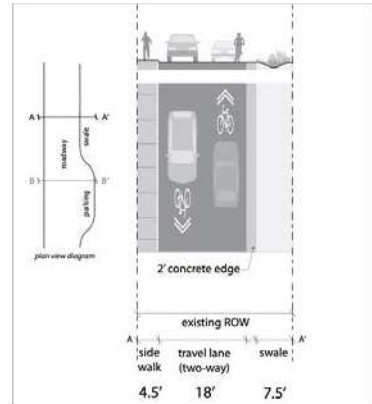 A A'
swale
roadway
B B'
parking
plan view diagram
2' concrete edge
existing ROW
A A'
side walk
travel lane (two-way)
swale
4.5' 18' 7.5'